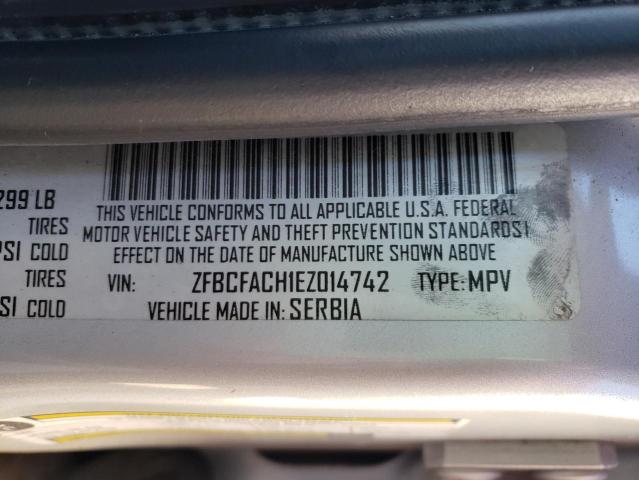 299 LB
THIS VEHICLE CONFORMS TO ALL APPLICABLE U.S.A. FEDERAL
TIRES
MOTOR VEHICLE SAFETY AND THEFT PREVENTION STANDARDS
PSI COLD
EFFECT ON THE DATE OF MANUFACTURE SHOWN ABOVE
TIRES
VIN: ZFBCFACH1EZ014742 TYPE: MPV
SI COLD
VEHICLE MADE IN: SERBIA